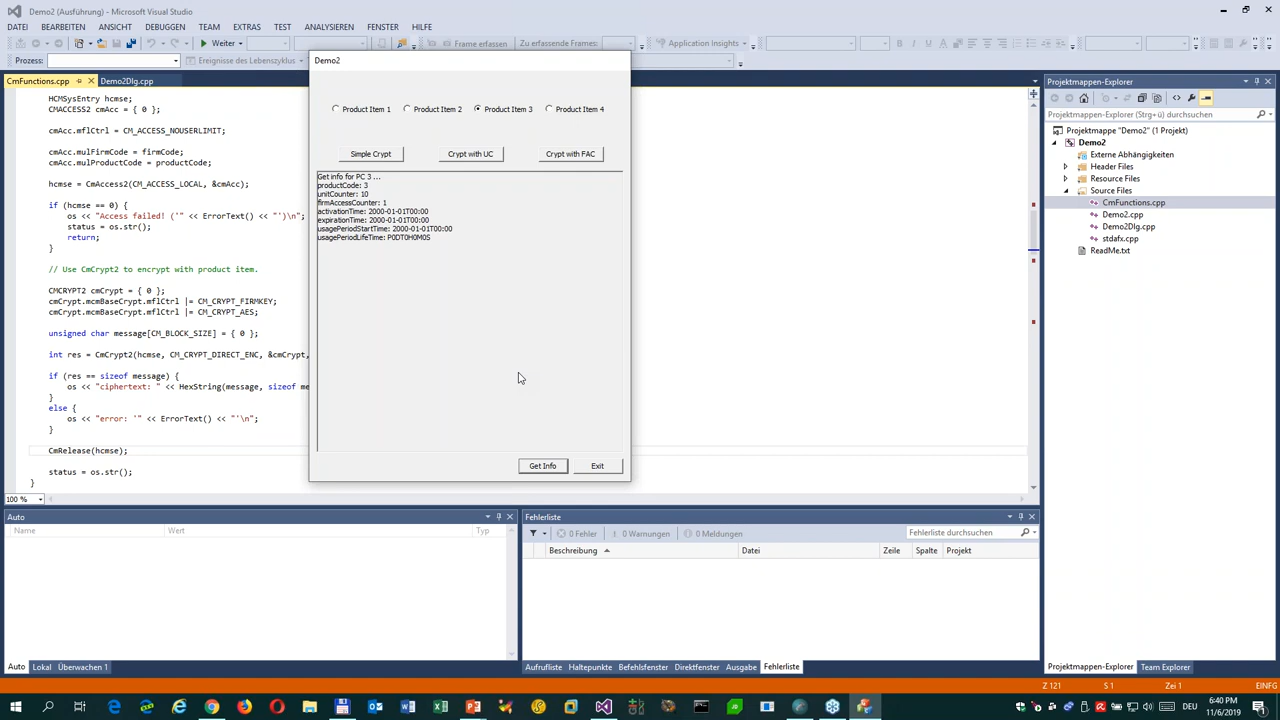 Demo2 (Ausführung) - Microsoft Visual Studio
DATEI BEARBEITEN ANSICHT DEBUGGEN TEAM EXTRAS TEST ANALYSIEREN FENSTER HILFE
Weiter Frame erfassen Zu erfassende Frames: Application Insights
Prozess: Ereignisse des Lebenszyklus
CmFunctions.cpp Demo2Dlg.cpp
HCMSysEntry hcmse;
CMACCESS2 cmAcc = { 0 };
cmAcc.mflCtrl = CM_ACCESS_NOUSERLIMIT;
cmAcc.mulFirmCode = firmCode;
cmAcc.mulProductCode = productCode;
hcmse = CmAccess2(CM_ACCESS_LOCAL, &cmAcc);
if (hcmse == 0) {
os << "Access failed! ('" << ErrorText() << "')\n";
status = os.str();
return;
}
// Use CmCrypt2 to encrypt with product item.
CMCRYPT2 cmCrypt = { 0 };
cmCrypt.mcmBaseCrypt.mflCtrl |= CM_CRYPT_FIRMKEY;
cmCrypt.mcmBaseCrypt.mflCtrl |= CM_CRYPT_AES;
unsigned char message[CM_BLOCK_SIZE] = { 0 };
int res = CmCrypt2(hcmse, CM_CRYPT_DIRECT_ENC, &cmCrypt,
if (res == sizeof message) {
os << "ciphertext: " << HexString(message, sizeof m
}
else {
os << "error: '" << ErrorText() << "'\n";
}
CmRelease(hcmse);
status = os.str();
}
100 %
Demo2
Product Item 1 Product Item 2 Product Item 3 Product Item 4
Simple Crypt Crypt with UC Crypt with FAC
Get info for PC 3 ...
productCode: 3
unitCounter: 10
firmAccessCounter: 1
activationTime: 2000-01-01T00:00
expirationTime: 2000-01-01T00:00
usagePeriodStartTime: 2000-01-01T00:00
usagePeriodLifeTime: P0DT0H0M0S
Get Info Exit
Projektmappen-Explorer
Projektmappen-Explorer (Strg+ü) durchsuchen
Projektmappe "Demo2" (1 Projekt)
Demo2
Externe Abhängigkeiten
Header Files
Resource Files
Source Files
CmFunctions.cpp
Demo2.cpp
Demo2Dlg.cpp
stdafx.cpp
ReadMe.txt
Auto
Name Wert Typ
Fehlerliste
0 Fehler 0 Warnungen 0 Meldungen Fehlerliste durchsuchen
Beschreibung Datei Zeile Spalte Projekt
Auto Lokal Überwachen 1
Aufrufliste Haltepunkte Befehlsfenster Direktfenster Ausgabe Fehlerliste
Projektmappen-Explorer Team Explorer
Z 121 S 1 Zei 1 EINFG
DEU
6:40 PM
11/6/2019